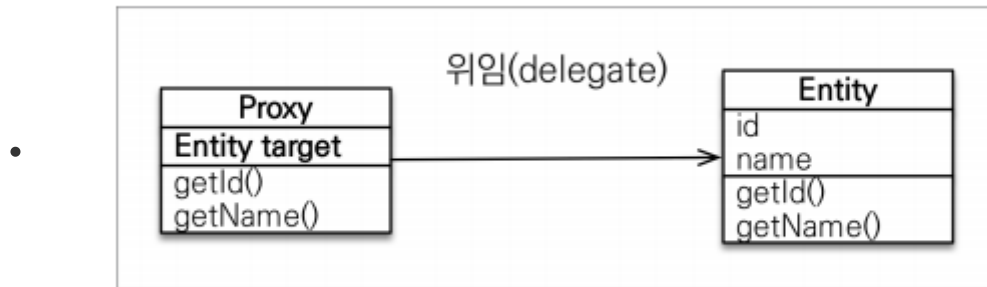 위임(delegate)
Proxy
Entity target
getId()
getName()
Entity
id
name
getId()
getName()